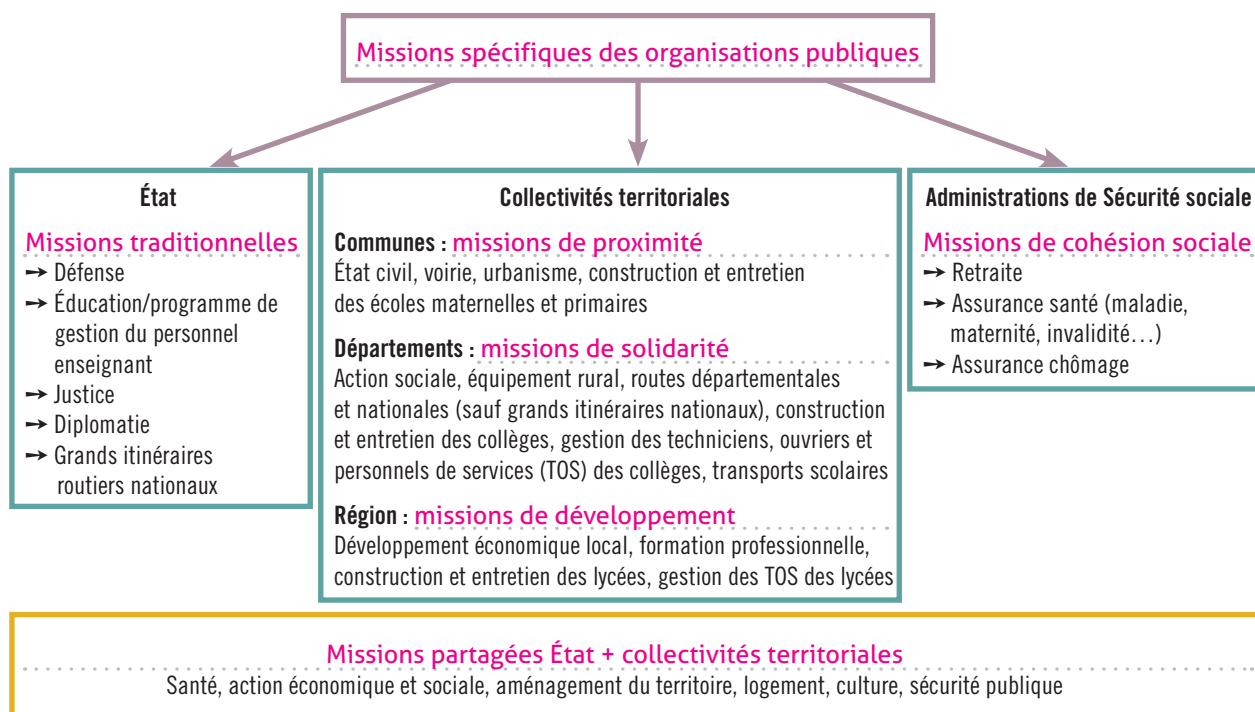 Missions spécifiques des organisations publiques
État
Missions traditionnelles
➙ Défense
➙ Éducation/programme de
gestion du personnel
enseignant
➙ Justice
➙ Diplomatie
➙ Grands itinéraires
routiers nationaux
Collectivités territoriales
Communes : missions de proximité
État civil, voirie, urbanisme, construction et entretien
des écoles maternelles et primaires
Départements : missions de solidarité
Action sociale, équipement rural, routes départementales
et nationales (sauf grands itinéraires nationaux), construction
et entretien des collèges, gestion des techniciens, ouvriers et
personnels de services (TOS) des collèges, transports scolaires
Région : missions de développement
Développement économique local, formation professionnelle,
construction et entretien des lycées, gestion des TOS des lycées
Administrations de Sécurité sociale
Missions de cohésion sociale
➙ Retraite
➙ Assurance santé (maladie,
maternité, invalidité…)
➙ Assurance chômage
Missions partagées État + collectivités territoriales
Santé, action économique et sociale, aménagement du territoire, logement, culture, sécurité publique